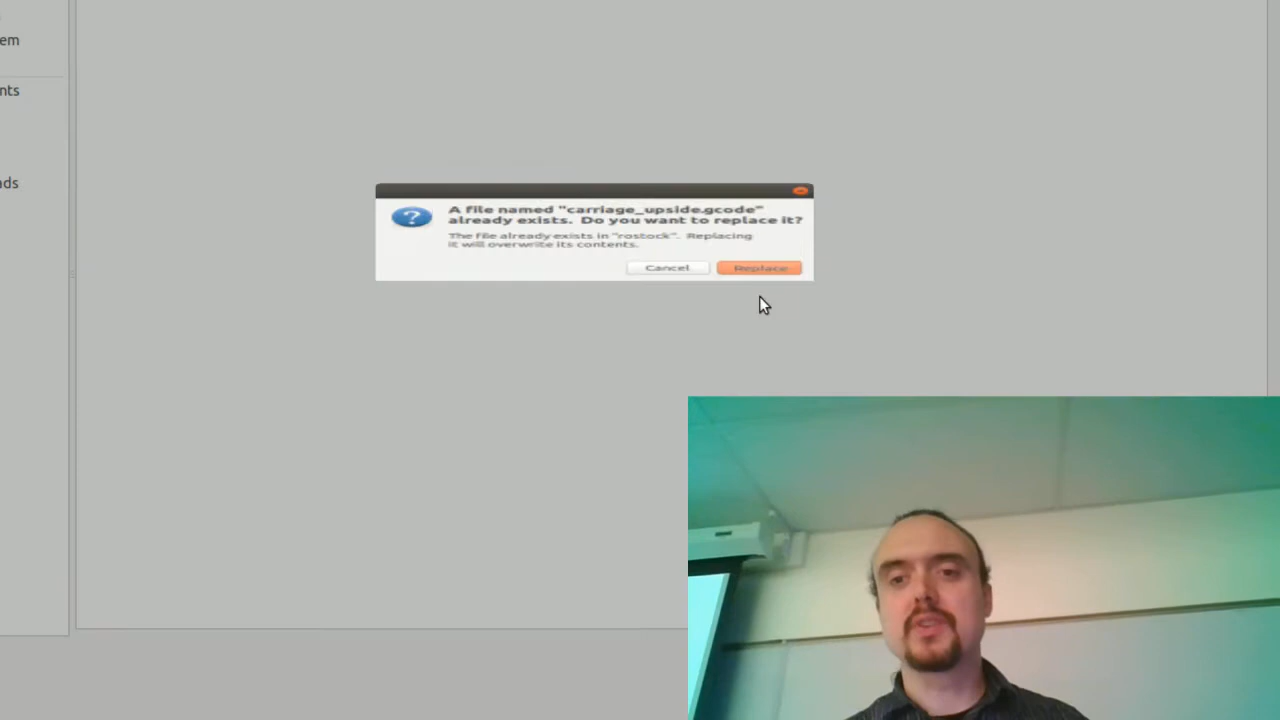 em
nts
ads
A file named "carriage_upside.gcode"
already exists. Do you want to replace it?
The file already exists in "rostock". Replacing
it will overwrite its contents.
Cancel
Replace